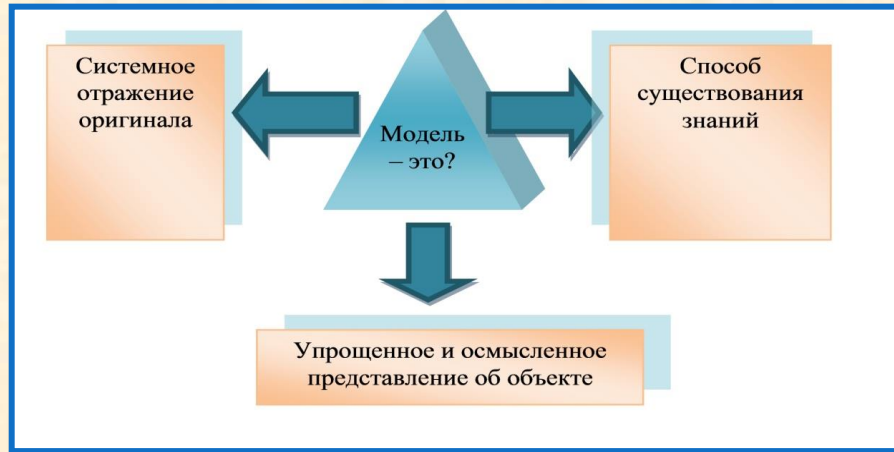 Системное
отражение
оригинала
Модель
– это?
Способ
существования
знаний
Упрощенное и осмысленное
представление об объекте